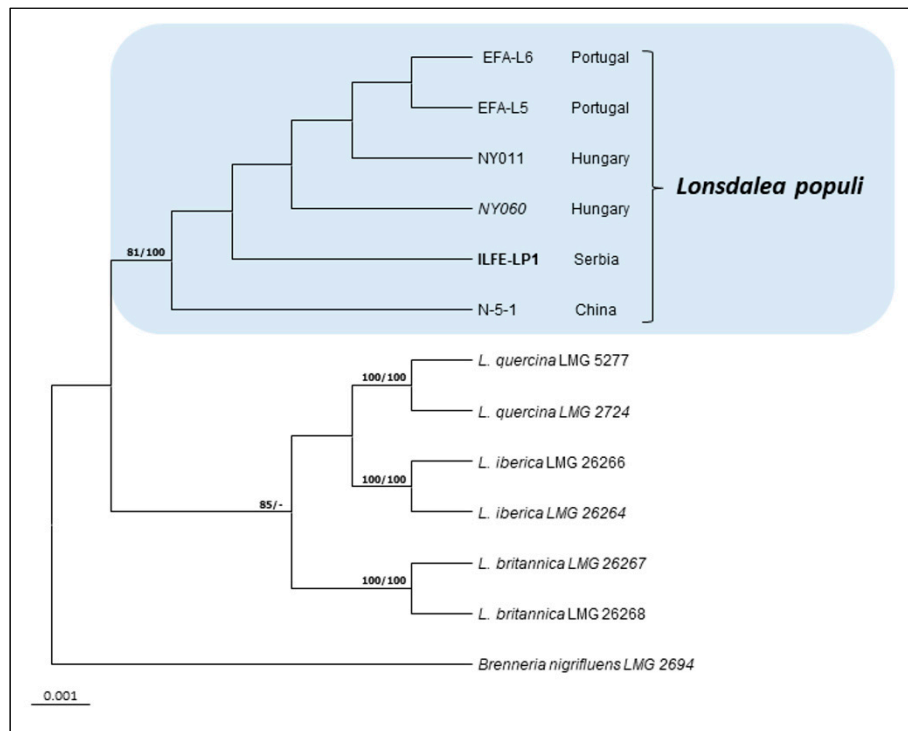 EFA-L6 Portugal
EFA-L5 Portugal
NY011 Hungary
Lonsdalea populi
NY060 Hungary
81/100
ILFE-LP1 Serbia
N-5-1 China
L. quercina LMG 5277
100/100
L. quercina LMG 2724
L. iberica LMG 26266
100/100
85/-
L. iberica LMG 26264
L. britannica LMG 26267
100/100
L. britannica LMG 26268
Brenneria nigrifluens LMG 2694
0.001